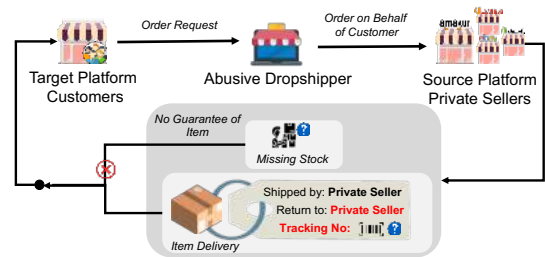 Order Request
Order on Behalf
of Customer
Target Platform
Customers
Abusive Dropshipper
Source Platform
Private Sellers
No Guarantee of
Item
Missing Stock
Shipped by: Private Seller
Return to: Private Seller
Tracking No:
Item Delivery